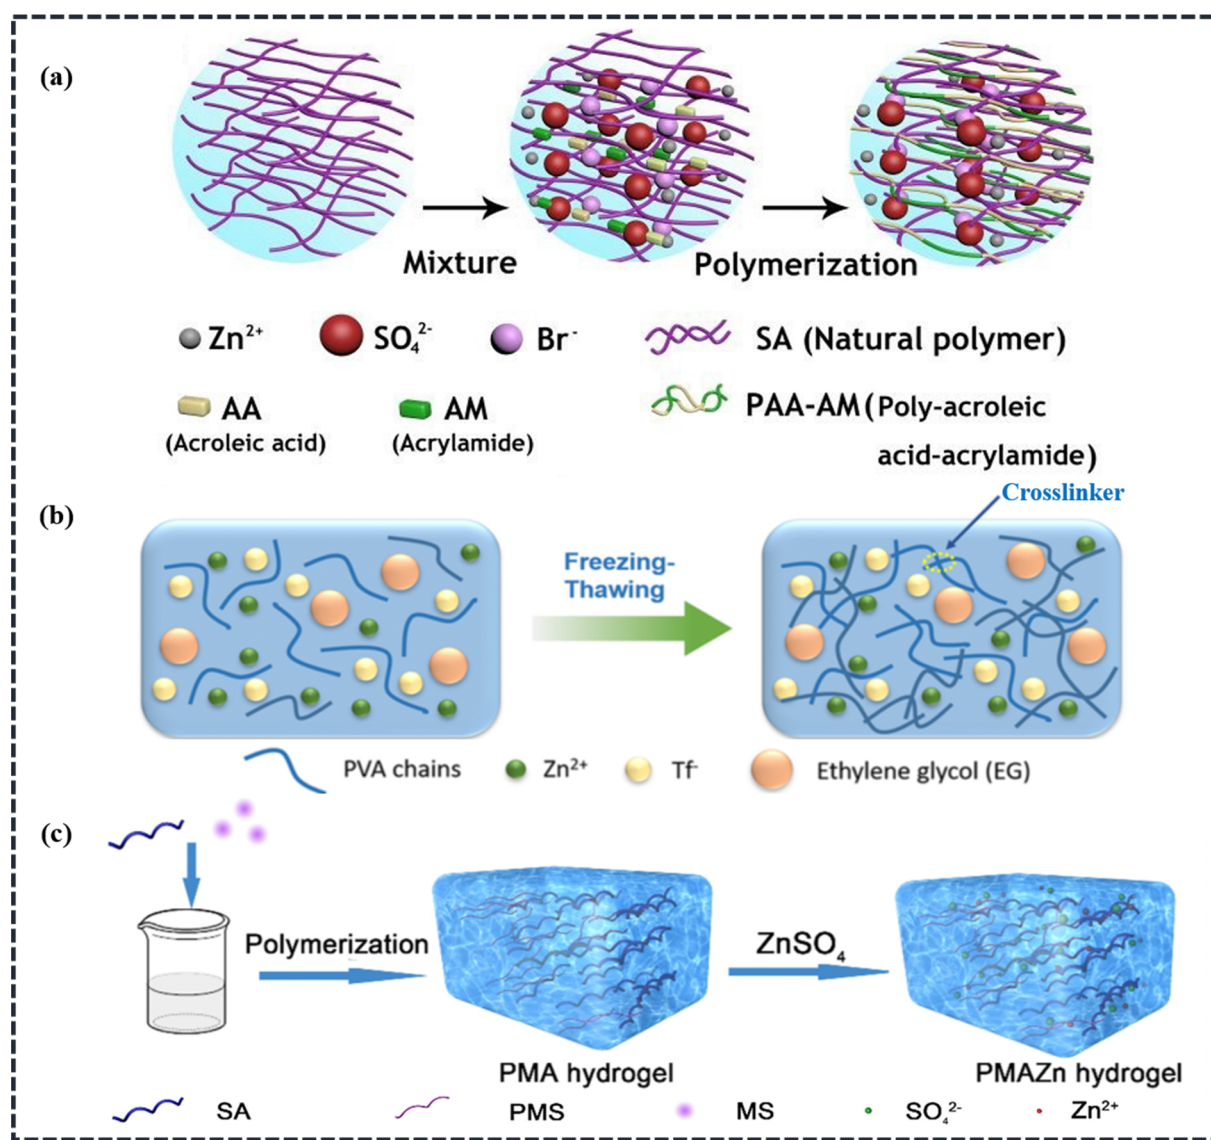 (a)
Mixture
Polymerization
Zn²⁺
SO₄²⁻
Br⁻
SA (Natural polymer)
AA
(Acroleic acid)
AM
(Acrylamide)
PAA-AM (Poly-acroleic
acid-acrylamide)
(b)
Crosslinker
Freezing-
Thawing
PVA chains
Zn²⁺
Tf⁻
Ethylene glycol (EG)
(c)
Polymerization
ZnSO₄
PMA hydrogel
PMAZn hydrogel
SA
PMS
MS
SO₄²⁻
Zn²⁺